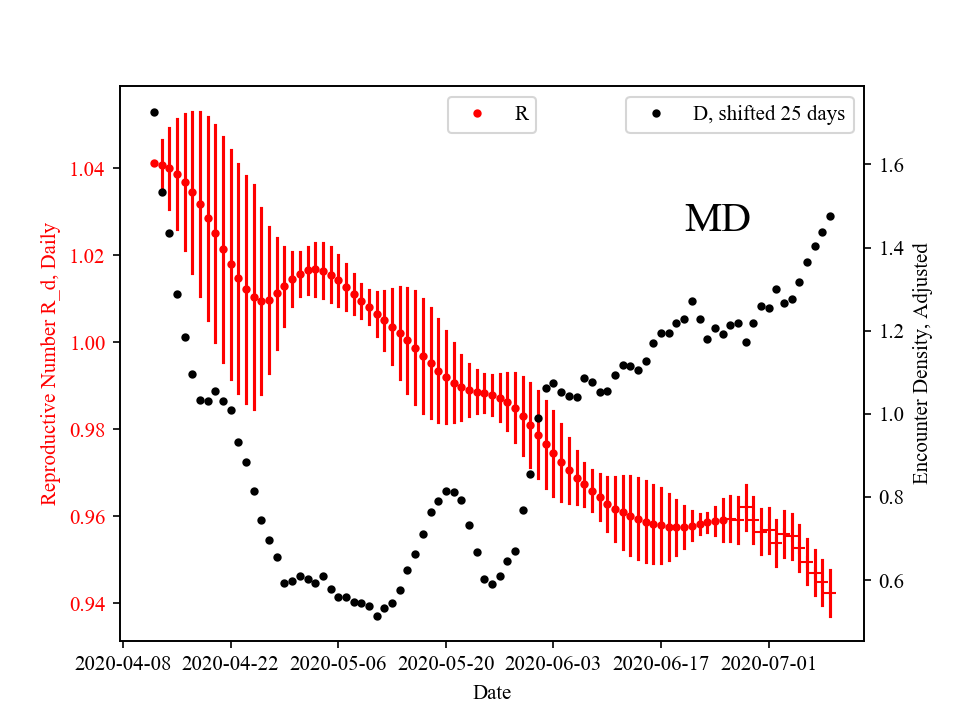 R
D, shifted 25 days
MD
Reproductive Number R_d, Daily
1.04
1.02
1.00
0.98
0.96
0.94
1.6
1.4
1.2
1.0
0.8
0.6
Encounter Density, Adjusted
2020-04-08 2020-04-22 2020-05-06 2020-05-20 2020-06-03 2020-06-17 2020-07-01
Date